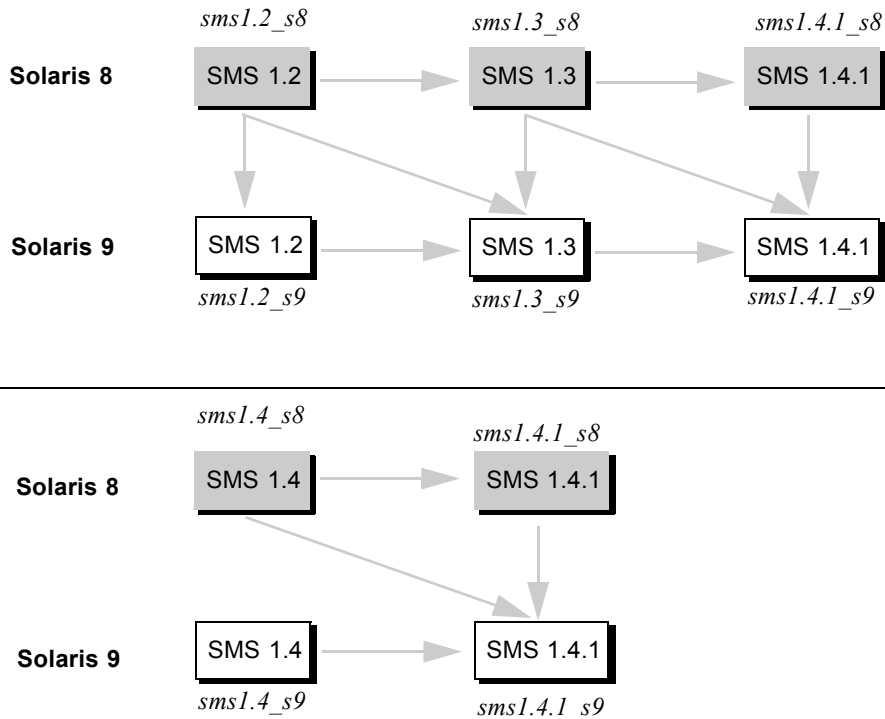 sms1.2_s8 sms1.3_s8 sms1.4.1_s8
Solaris 8 SMS 1.2 SMS 1.3 SMS 1.4.1
Solaris 9 SMS 1.2 SMS 1.3 SMS 1.4.1
sms1.2_s9 sms1.3_s9 sms1.4.1_s9
sms1.4_s8 sms1.4.1_s8
Solaris 8 SMS 1.4 SMS 1.4.1
Solaris 9 SMS 1.4 SMS 1.4.1
sms1.4_s9 sms1.4.1_s9